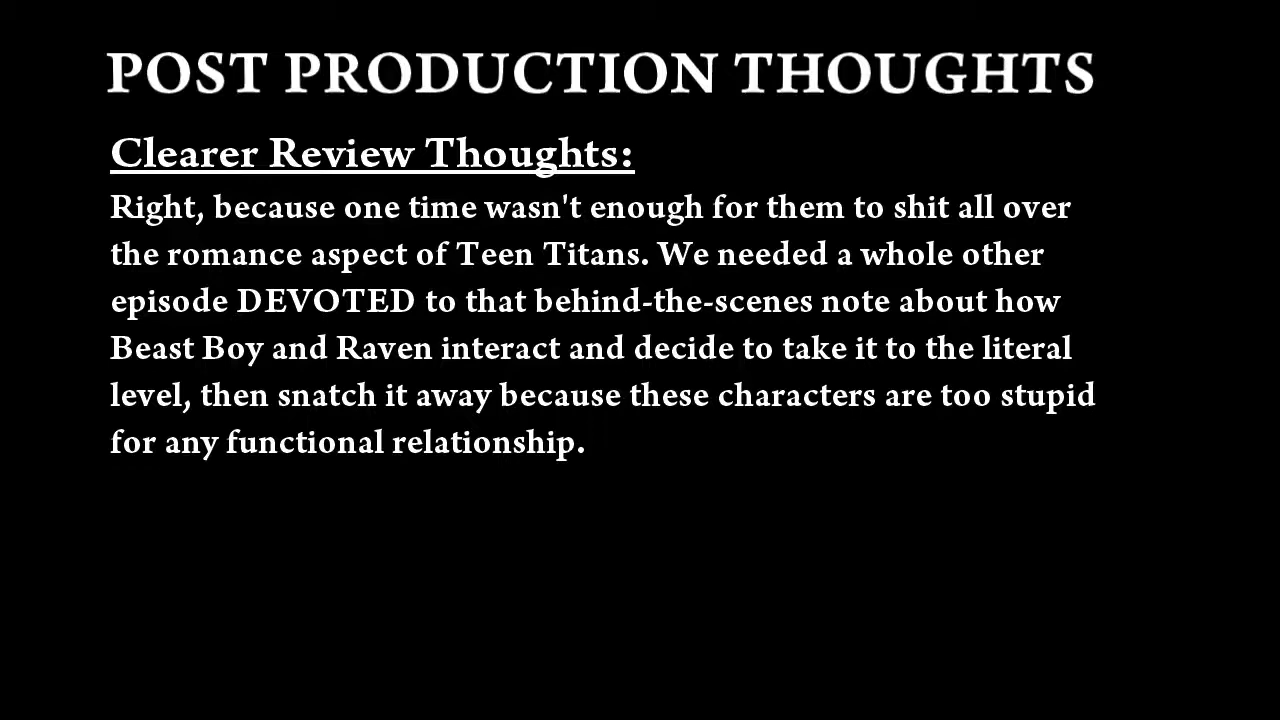 POST PRODUCTION THOUGHTS
Clearer Review Thoughts:
Right, because one time wasn't enough for them to shit all over
the romance aspect of Teen Titans. We needed a whole other
episode DEVOTED to that behind-the-scenes note about how
Beast Boy and Raven interact and decide to take it to the literal
level, then snatch it away because these characters are too stupid
for any functional relationship.